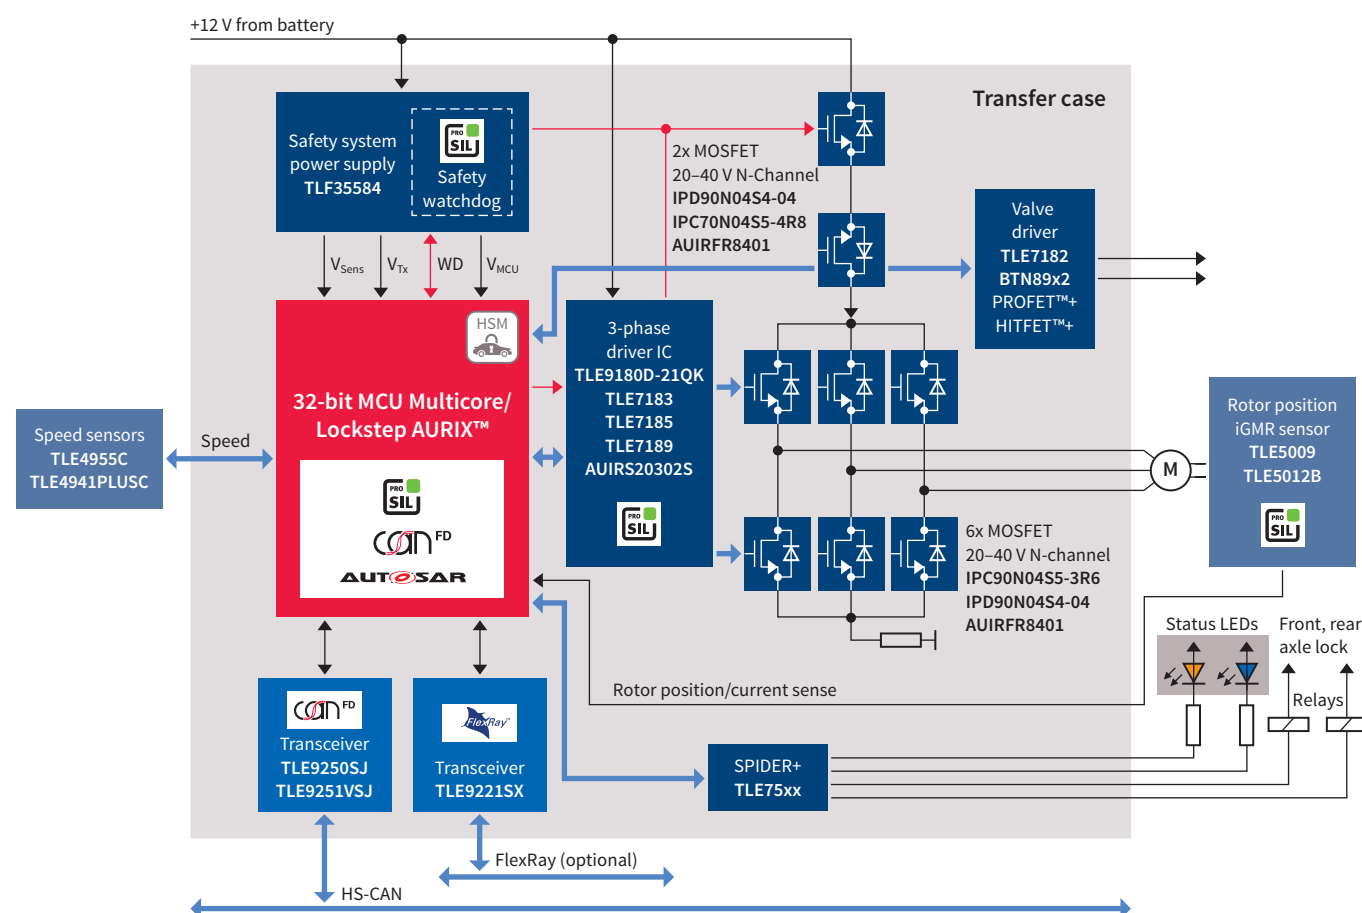 +12 V from battery
Transfer case
Safety system
power supply
TLF35584
PRO
SIL
Safety
watchdog
2x MOSFET
20–40 V N-Channel
IPD90N04S4-04
IPC70N04S5-4R8
AUIRFR8401
Valve
driver
TLE7182
BTN89x2
PROFET™+
HITFET™+
VSens
VTx
WD
VMCU
HSM
32-bit MCU Multicore/
Lockstep AURIX™
PRO
SIL
CAN FD
AUTOSAR
3-phase
driver IC
TLE9180D-21QK
TLE7183
TLE7185
TLE7189
AUIRS20302S
PRO
SIL
Speed sensors
TLE4955C
TLE4941PLUSC
Speed
M
Rotor position
iGMR sensor
TLE5009
TLE5012B
PRO
SIL
6x MOSFET
20–40 V N-channel
IPC90N04S5-3R6
IPD90N04S4-04
AUIRFR8401
Status LEDs
Front, rear
axle lock
Relays
Rotor position/current sense
CAN FD
Transceiver
TLE9250SJ
TLE9251VSJ
FlexRay™
Transceiver
TLE9221SX
SPIDER+
TLE75xx
FlexRay (optional)
HS-CAN